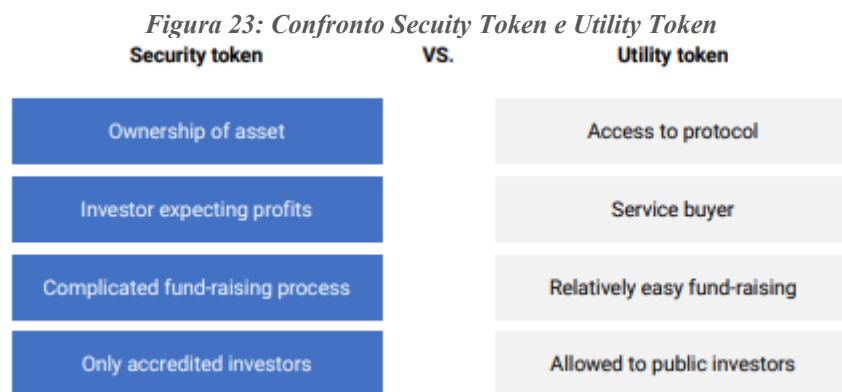 Figura 23: Confronto Secuity Token e Utility Token
Security token VS. Utility token
Ownership of asset Access to protocol
Investor expecting profits Service buyer
Complicated fund-raising process Relatively easy fund-raising
Only accredited investors Allowed to public investors